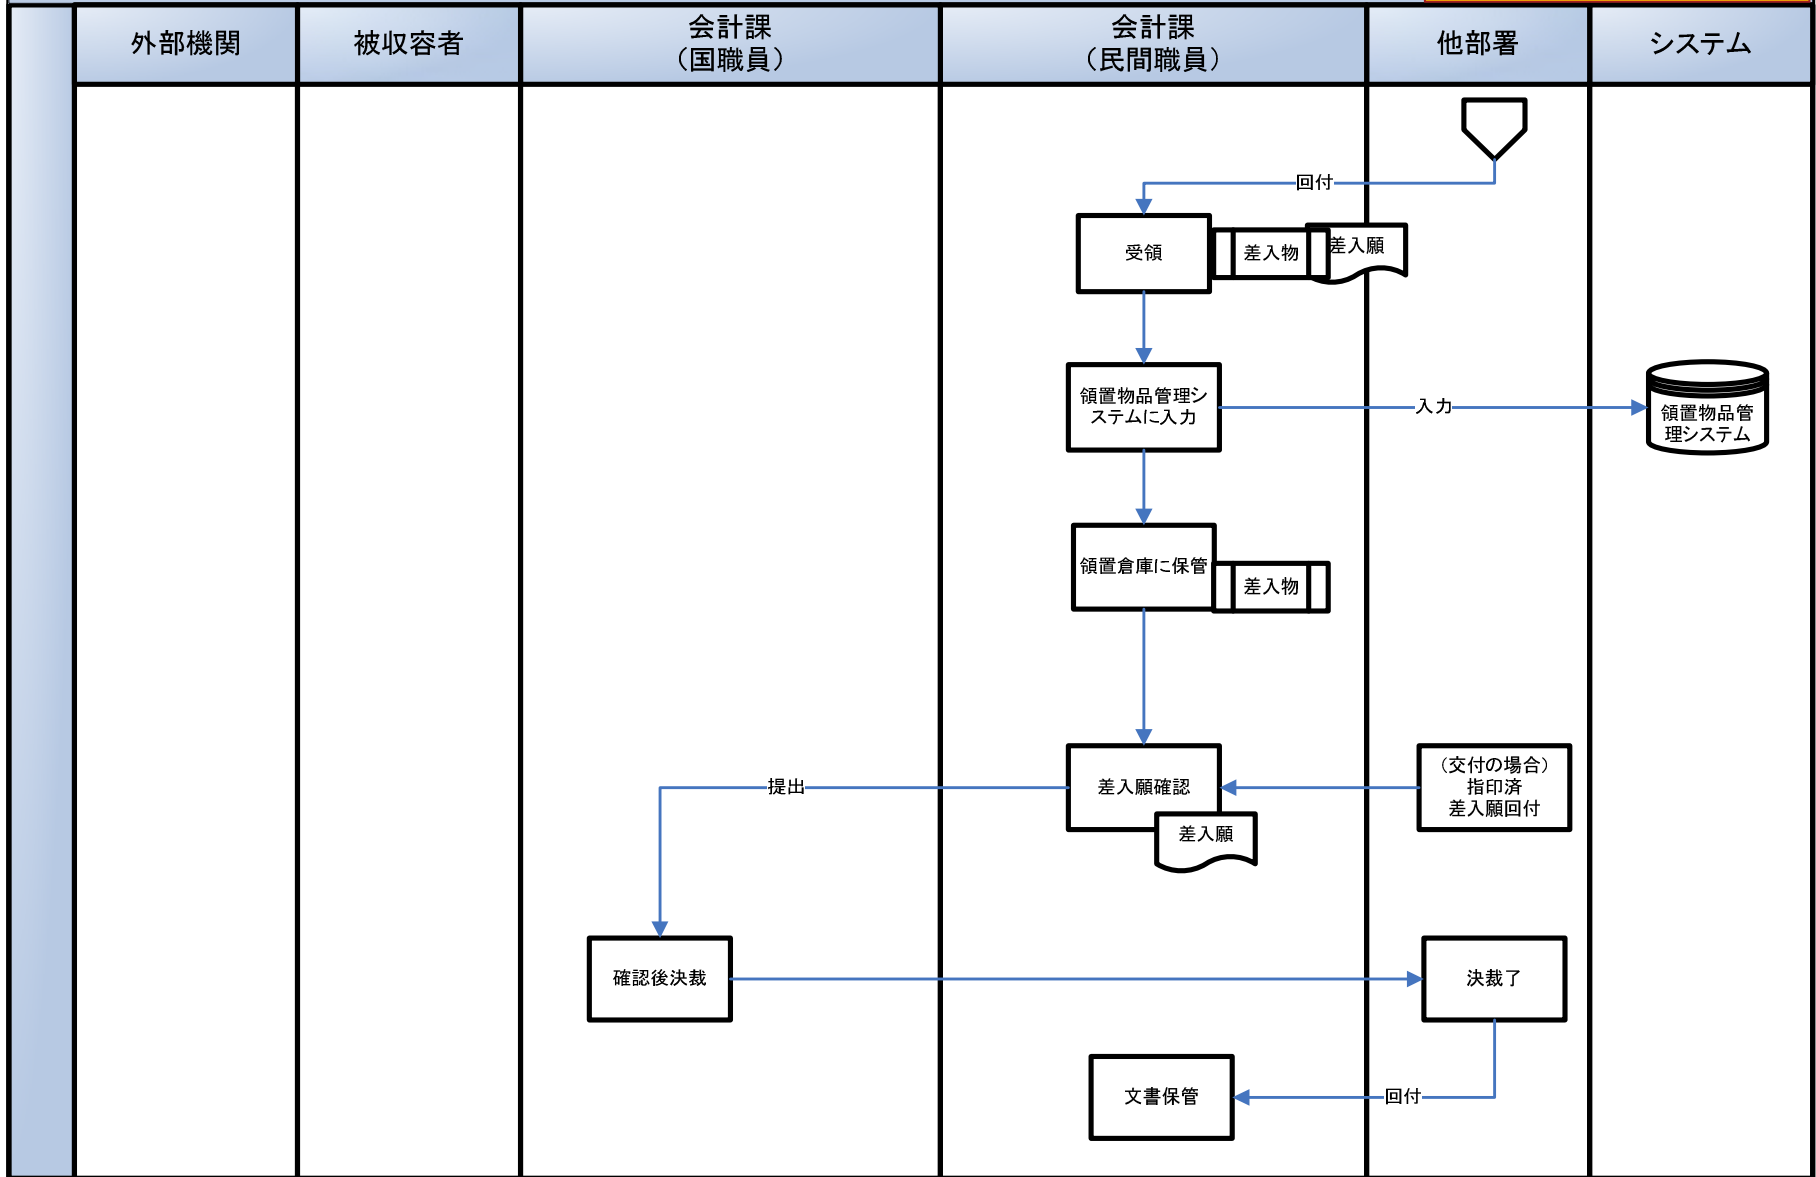 外部機関
被収容者
会計課
（国職員）
会計課
（民間職員）
他部署
システム
回付
受領
差入物
差入願
領置物品管理シ
ステムに入力
入力
領置物品管
理システム
領置倉庫に保管
差入物
提出
差入願確認
（交付の場合）
指印済
差入願回付
差入願
確認後決裁
決裁了
文書保管
回付